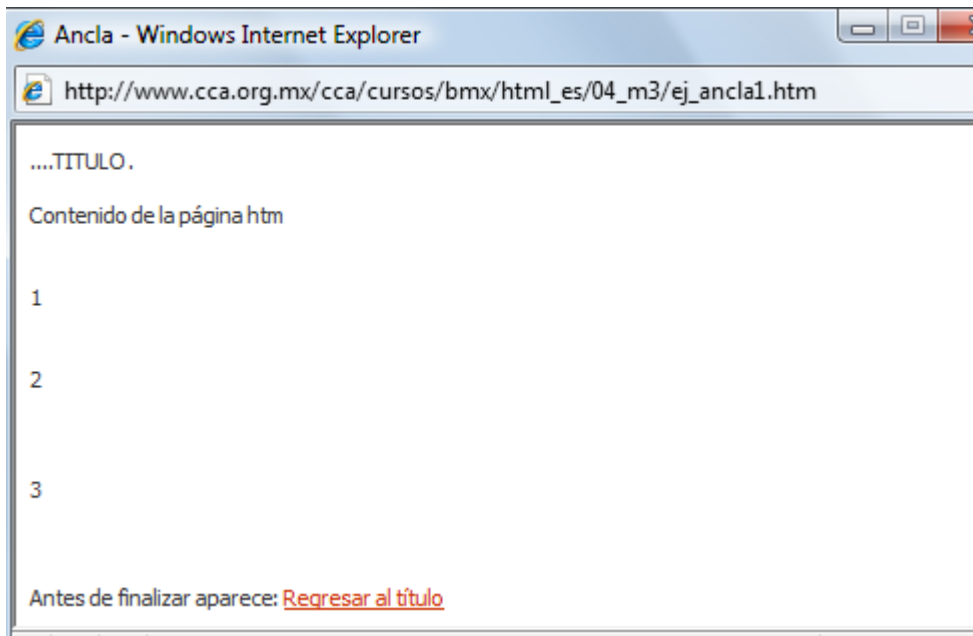 Ancla - Windows Internet Explorer
http://www.cca.org.mx/cca/cursos/bmx/html_es/04_m3/ej_ancla1.htm
....TITULO.
Contenido de la página htm
1
2
3
Antes de finalizar aparece: Regresar al título